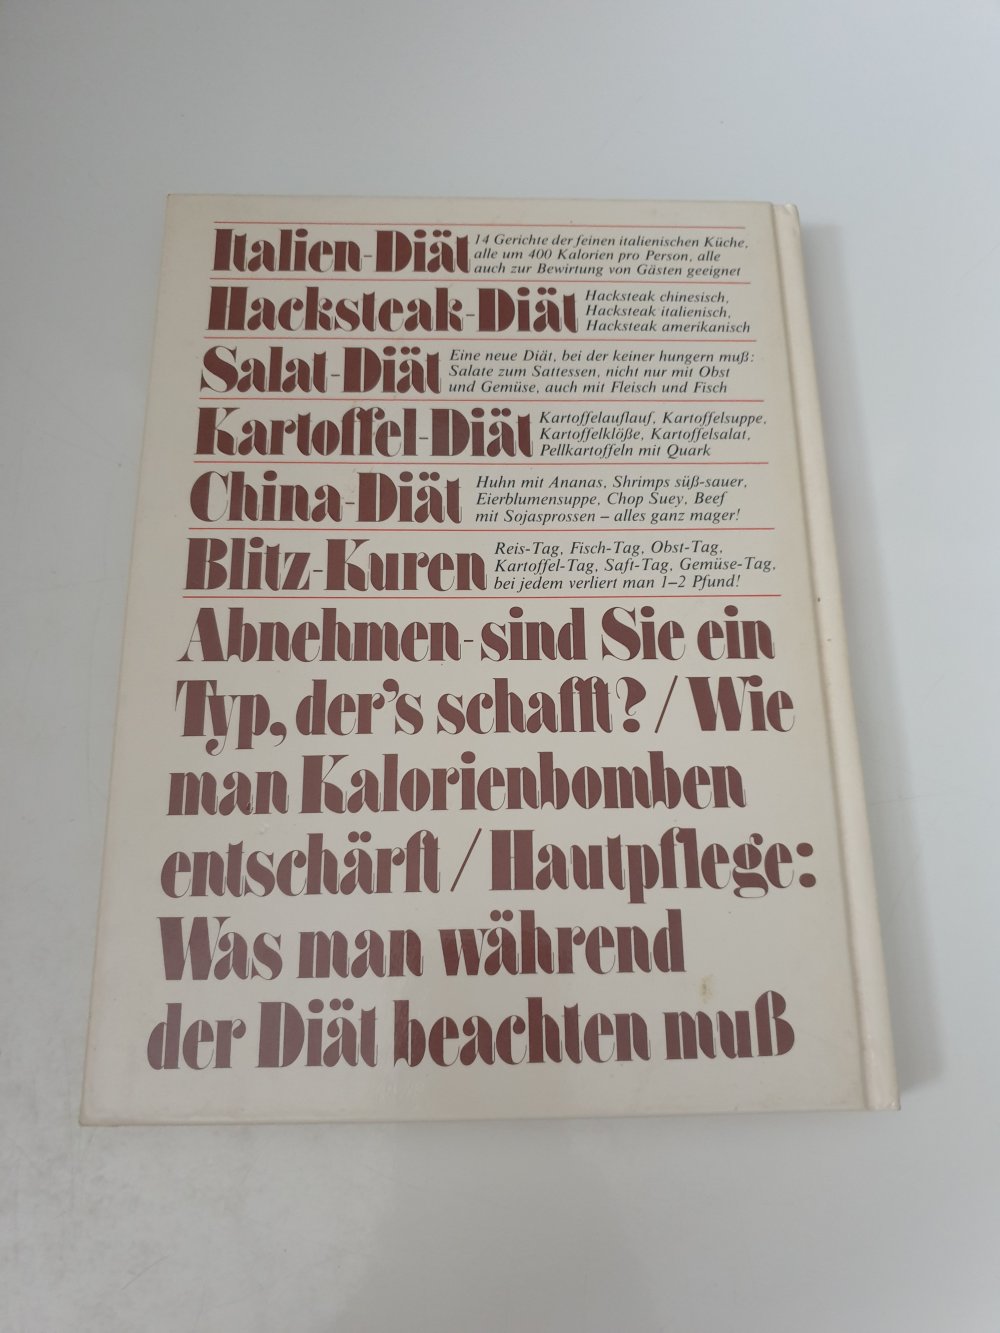 Italien-Diät
14 Gerichte der feinen italienischen Küche,
alle um 400 Kalorien pro Person, alle
auch zur Bewirtung von Gästen geeignet
Hacksteak-Diät
Hacksteak chinesisch,
Hacksteak italienisch,
Hacksteak amerikanisch
Salat-Diät
Eine neue Diät, bei der keiner hungern muß:
Salate zum Sattessen, nicht nur mit Obst
und Gemüse, auch mit Fleisch und Fisch
Kartoffel-Diät
Kartoffelauflauf, Kartoffelsuppe,
Kartoffelklöße, Kartoffelsalat,
Pellkartoffeln mit Quark
China-Diät
Huhn mit Ananas, Shrimps süß-sauer,
Eierblumensuppe, Chop Suey, Beef
mit Sojasprossen – alles ganz mager!
Blitz-Kuren
Reis-Tag, Fisch-Tag, Obst-Tag,
Kartoffel-Tag, Saft-Tag, Gemüse-Tag,
bei jedem verliert man 1–2 Pfund!
Abnehmen-sind Sie ein
Typ, der's schafft? / Wie
man Kalorienbomben
entschärft / Hautpflege:
Was man während
der Diät beachten muß